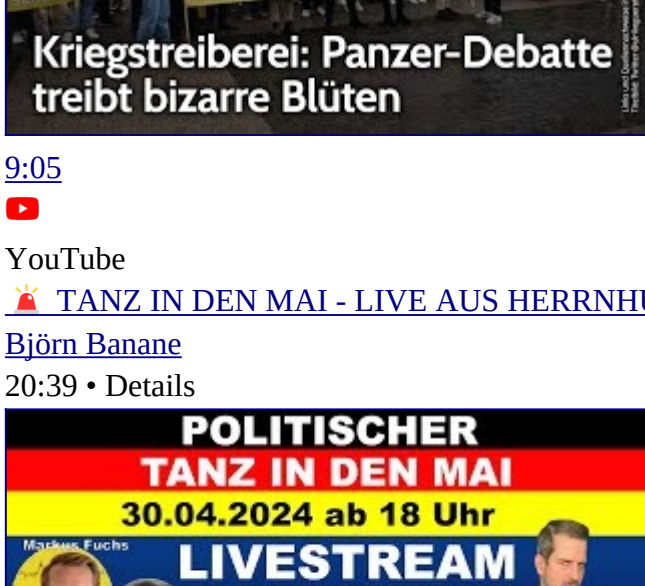 Kriegstreiberei: Panzer-Debatte
treibt bizarre Blüten
9:05
YouTube
TANZ IN DEN MAI - LIVE AUS HERRNHU
Björn Banane
20:39 • Details
POLITISCHER
TANZ IN DEN MAI
30.04.2024 ab 18 Uhr
Markus Fuchs
LIVESTREAM